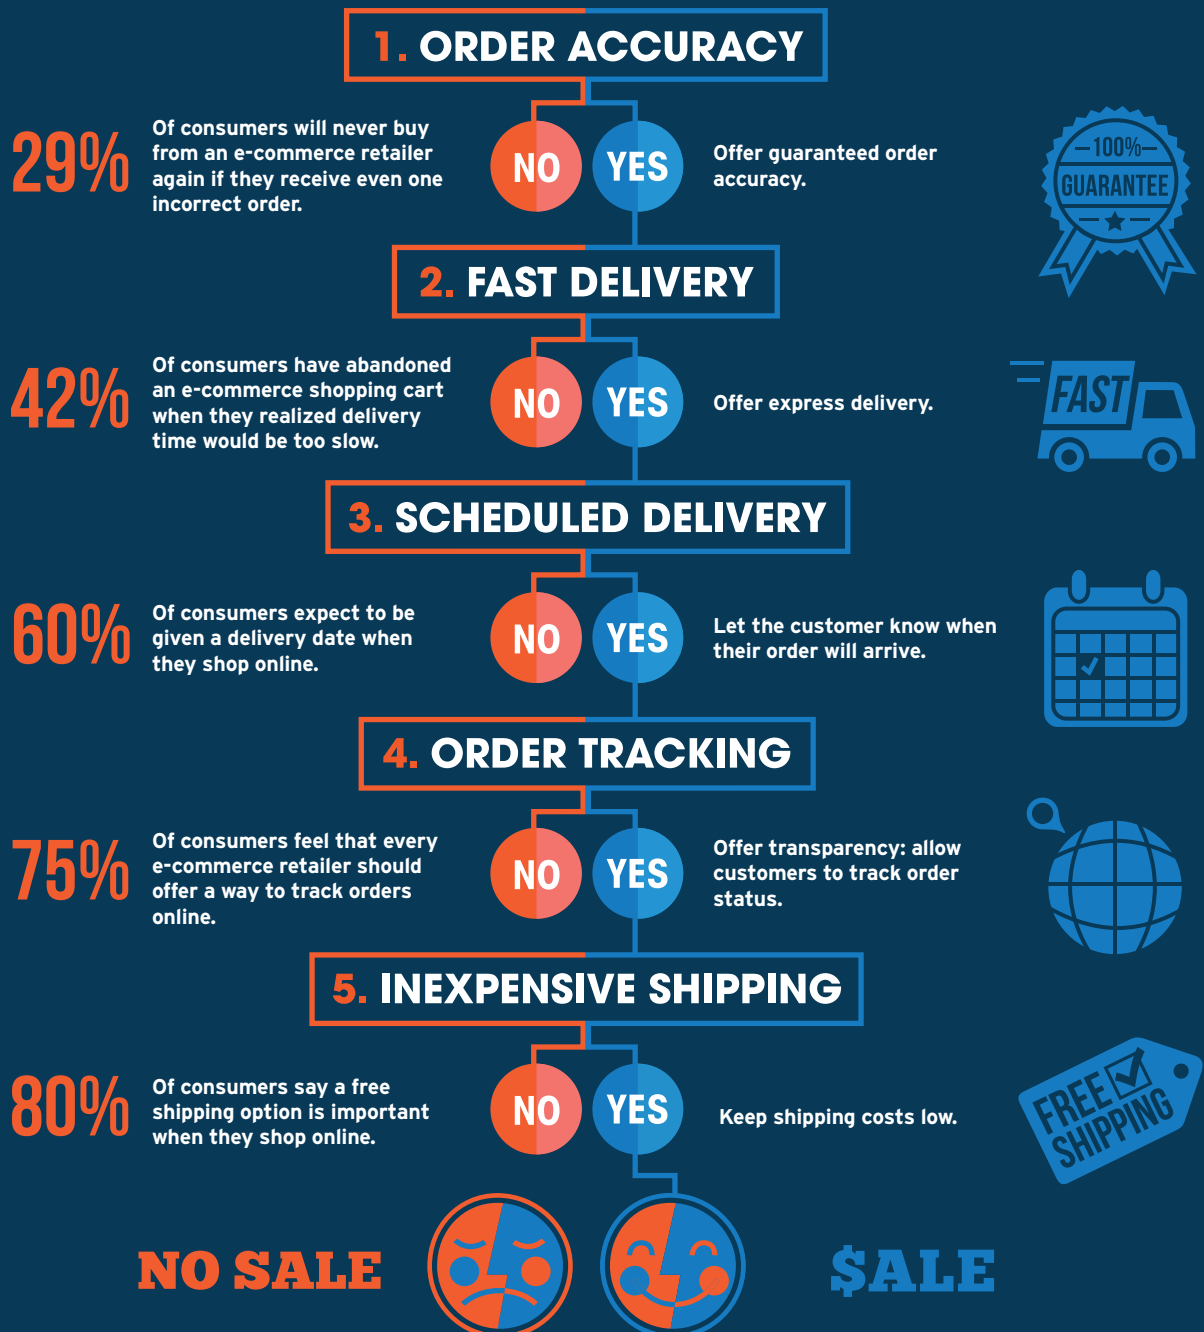 1. ORDER ACCURACY
29%
Of consumers will never buy
from an e-commerce retailer
again if they receive even one
incorrect order.
NO
YES
Offer guaranteed order
accuracy.
100%
GUARANTEE
2. FAST DELIVERY
42%
Of consumers have abandoned
an e-commerce shopping cart
when they realized delivery
time would be too slow.
NO
YES
Offer express delivery.
FAST
3. SCHEDULED DELIVERY
60%
Of consumers expect to be
given a delivery date when
they shop online.
NO
YES
Let the customer know when
their order will arrive.
4. ORDER TRACKING
75%
Of consumers feel that every
e-commerce retailer should
offer a way to track orders
online.
NO
YES
Offer transparency: allow
customers to track order
status.
5. INEXPENSIVE SHIPPING
80%
Of consumers say a free
shipping option is important
when they shop online.
NO
YES
Keep shipping costs low.
FREE
SHIPPING
NO SALE
$ALE